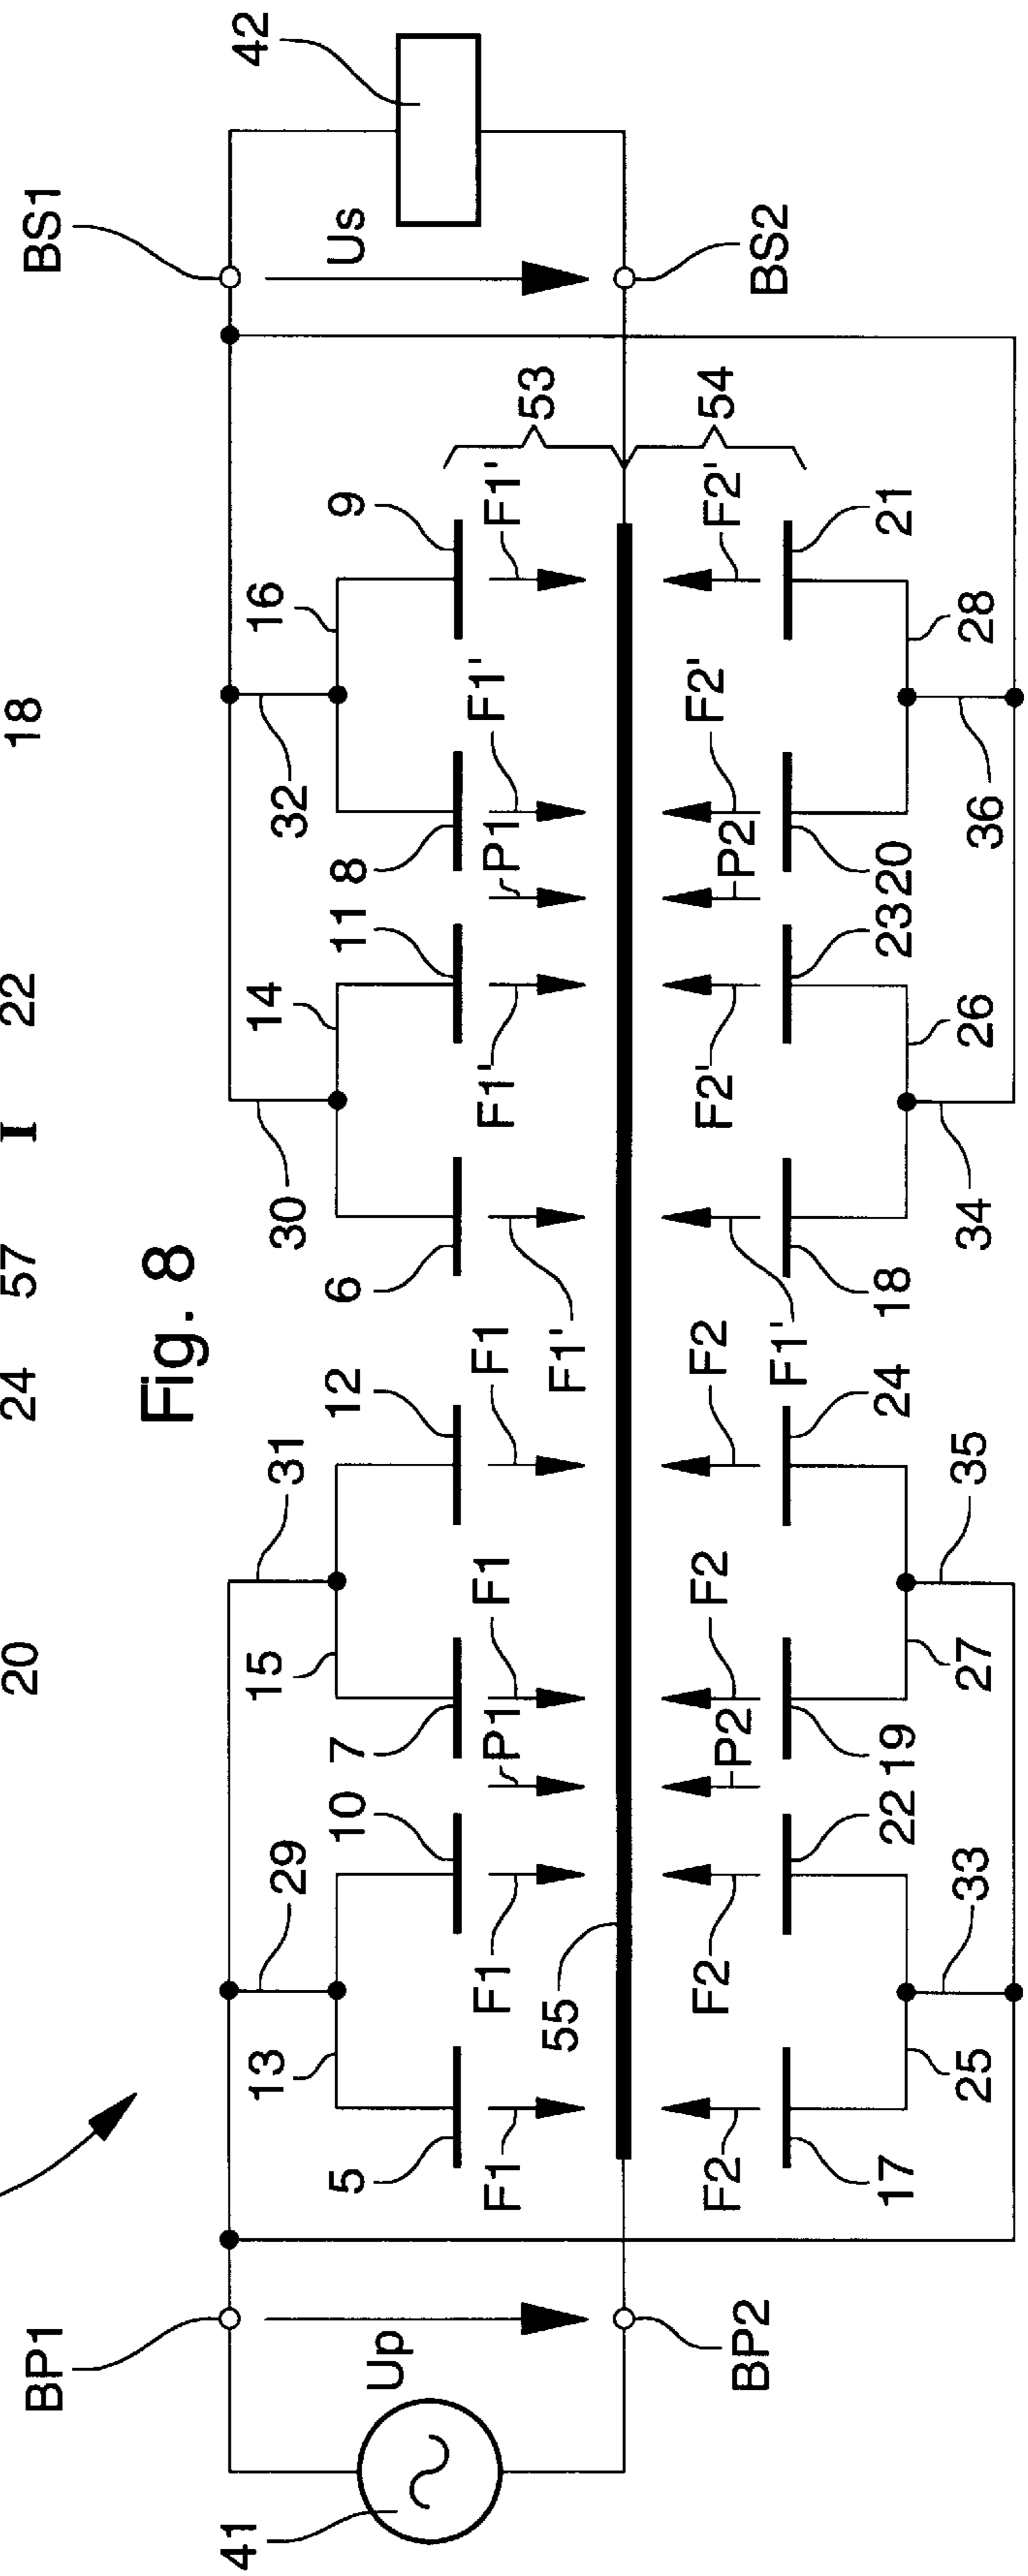 20 24 57 I 22 18
Fig. 8
BP1 BS1
41 42
Up Us
BP2 BS2
29 31 30 32
13 15 14 16
5 10 7 12 6 11 8 9
F1 F1 P1 F1 F1 F1' F1' P1 F1' F1'
53
55
54
F2 F2 P2 F2 F2 F1' F2' P2 F2' F2'
17 22 19 24 18 23 20 21
25 27 26 28
33 35 34 36